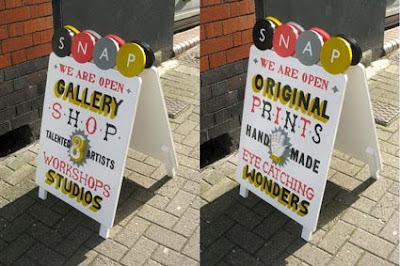 SNAP
WE ARE OPEN
GALLERY
SHOP
TALENTED 3 ARTISTS
WORKSHOPS
STUDIOS
SNAP
WE ARE OPEN
ORIGINAL
PRINTS
HAND MADE
EYE CATCHING
WONDERS